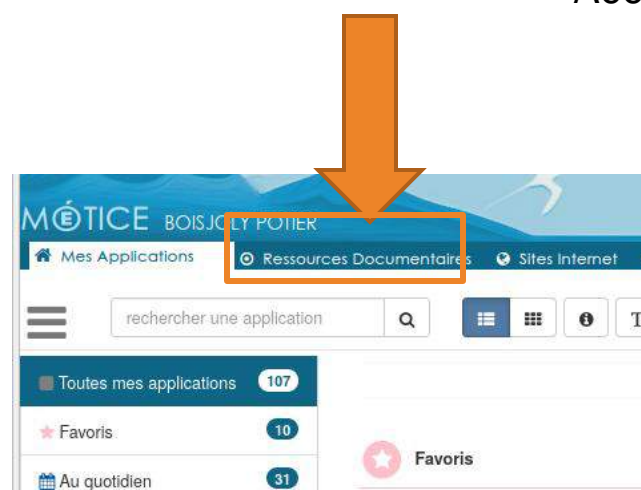 MÉTICE BOISJOLY POTIER
Mes Applications Ressources Documentaires Sites Internet
rechercher une application
Toutes mes applications 107
Favoris 10
Favoris
Au quotidien 31